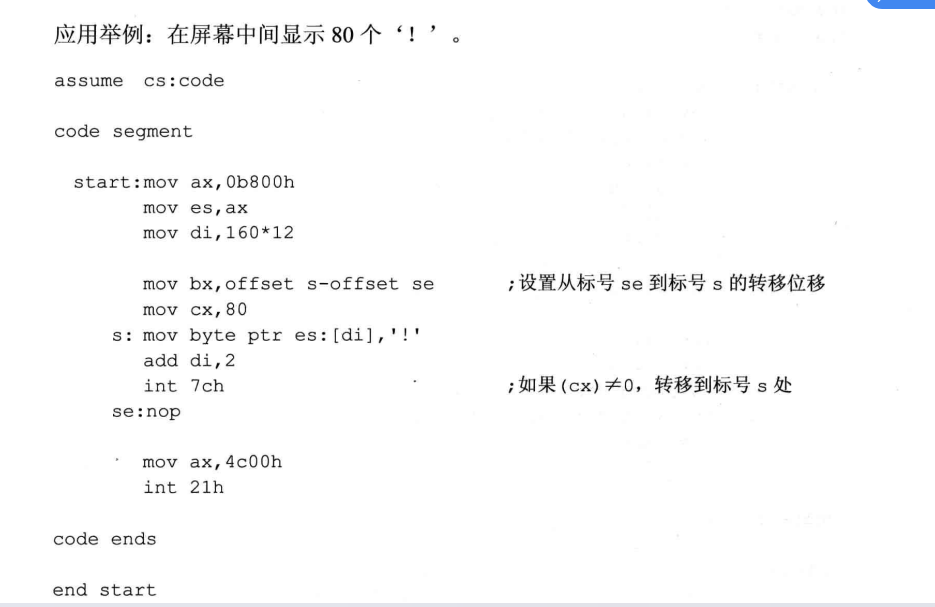 应用举例：在屏幕中间显示 80 个‘！’。
assume cs:code
code segment
start:mov ax,0b800h
mov es,ax
mov di,160*12
mov bx,offset s-offset se ;设置从标号 se 到标号 s 的转移位移
mov cx,80
s: mov byte ptr es:[di],'!'
add di,2
int 7ch ;如果(cx)≠0，转移到标号 s 处
se:nop
mov ax,4c00h
int 21h
code ends
end start